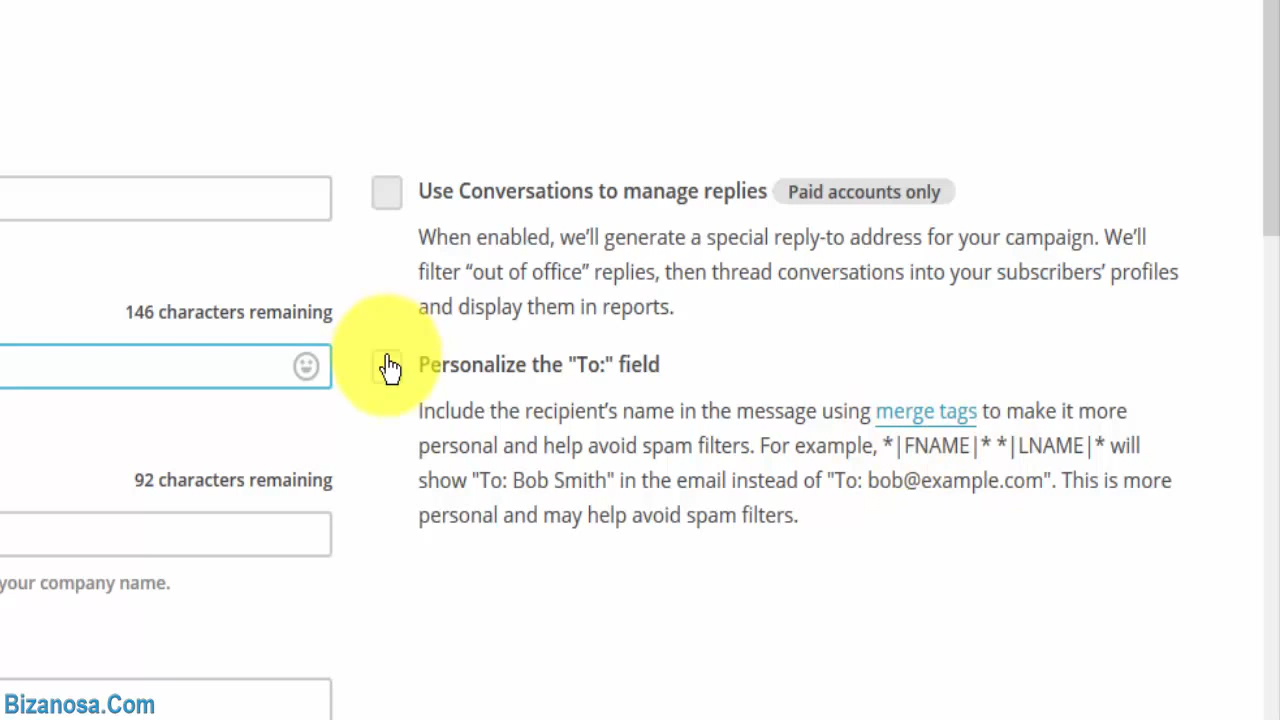 Use Conversations to manage replies Paid accounts only
When enabled, we’ll generate a special reply-to address for your campaign. We’ll
filter “out of office” replies, then thread conversations into your subscribers’ profiles
and display them in reports.
146 characters remaining
Personalize the "To:" field
Include the recipient’s name in the message using merge tags to make it more
personal and help avoid spam filters. For example, *|FNAME|* *|LNAME|* will
show "To: Bob Smith" in the email instead of "To: bob@example.com". This is more
personal and may help avoid spam filters.
92 characters remaining
your company name.
Bizanosa.Com